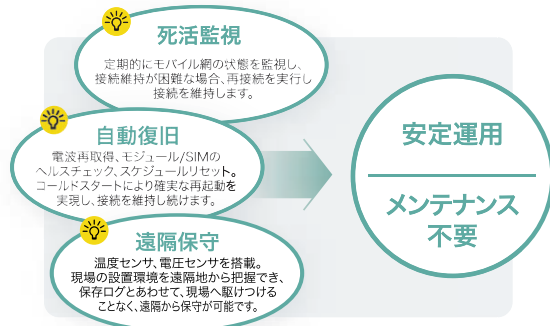 死活監視
定期的にモバイル網の状態を監視し、
接続維持が困難な場合、再接続を実行し
接続を維持します。
自動復旧
電波再取得、モジュール/SIMの
ヘルスチェック、スケジュールリセット。
コールドスタートにより確実な再起動を
実現し、接続を維持し続けます。
遠隔保守
温度センサ、電圧センサを搭載。
現場の設置環境を遠隔地から把握でき、
保存ログとあわせて、現場へ駆けつける
ことなく、遠隔から保守が可能です。
安定運用
メンテナンス
不要